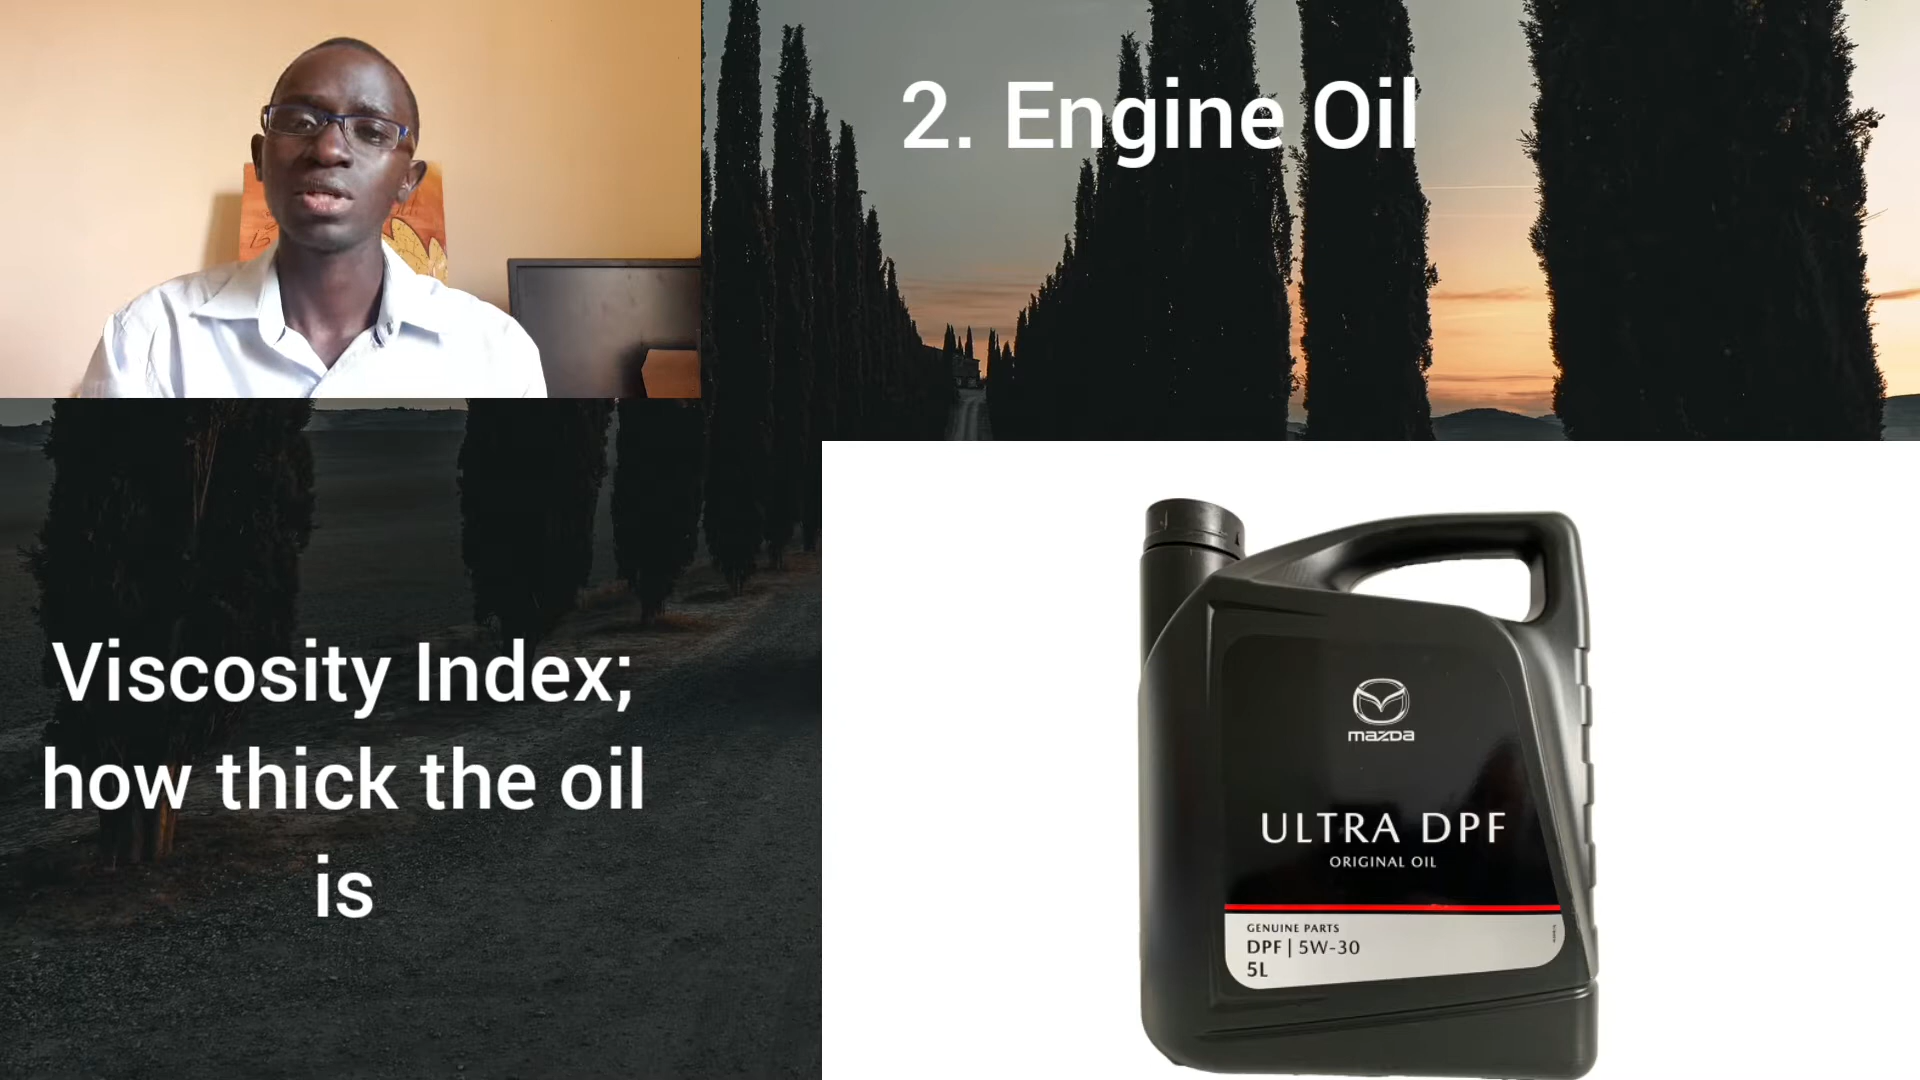 2. Engine Oil
Viscosity Index;
how thick the oil
is
mazda
ULTRA DPF
ORIGINAL OIL
GENUINE PARTS
DPF | 5W-30
5L